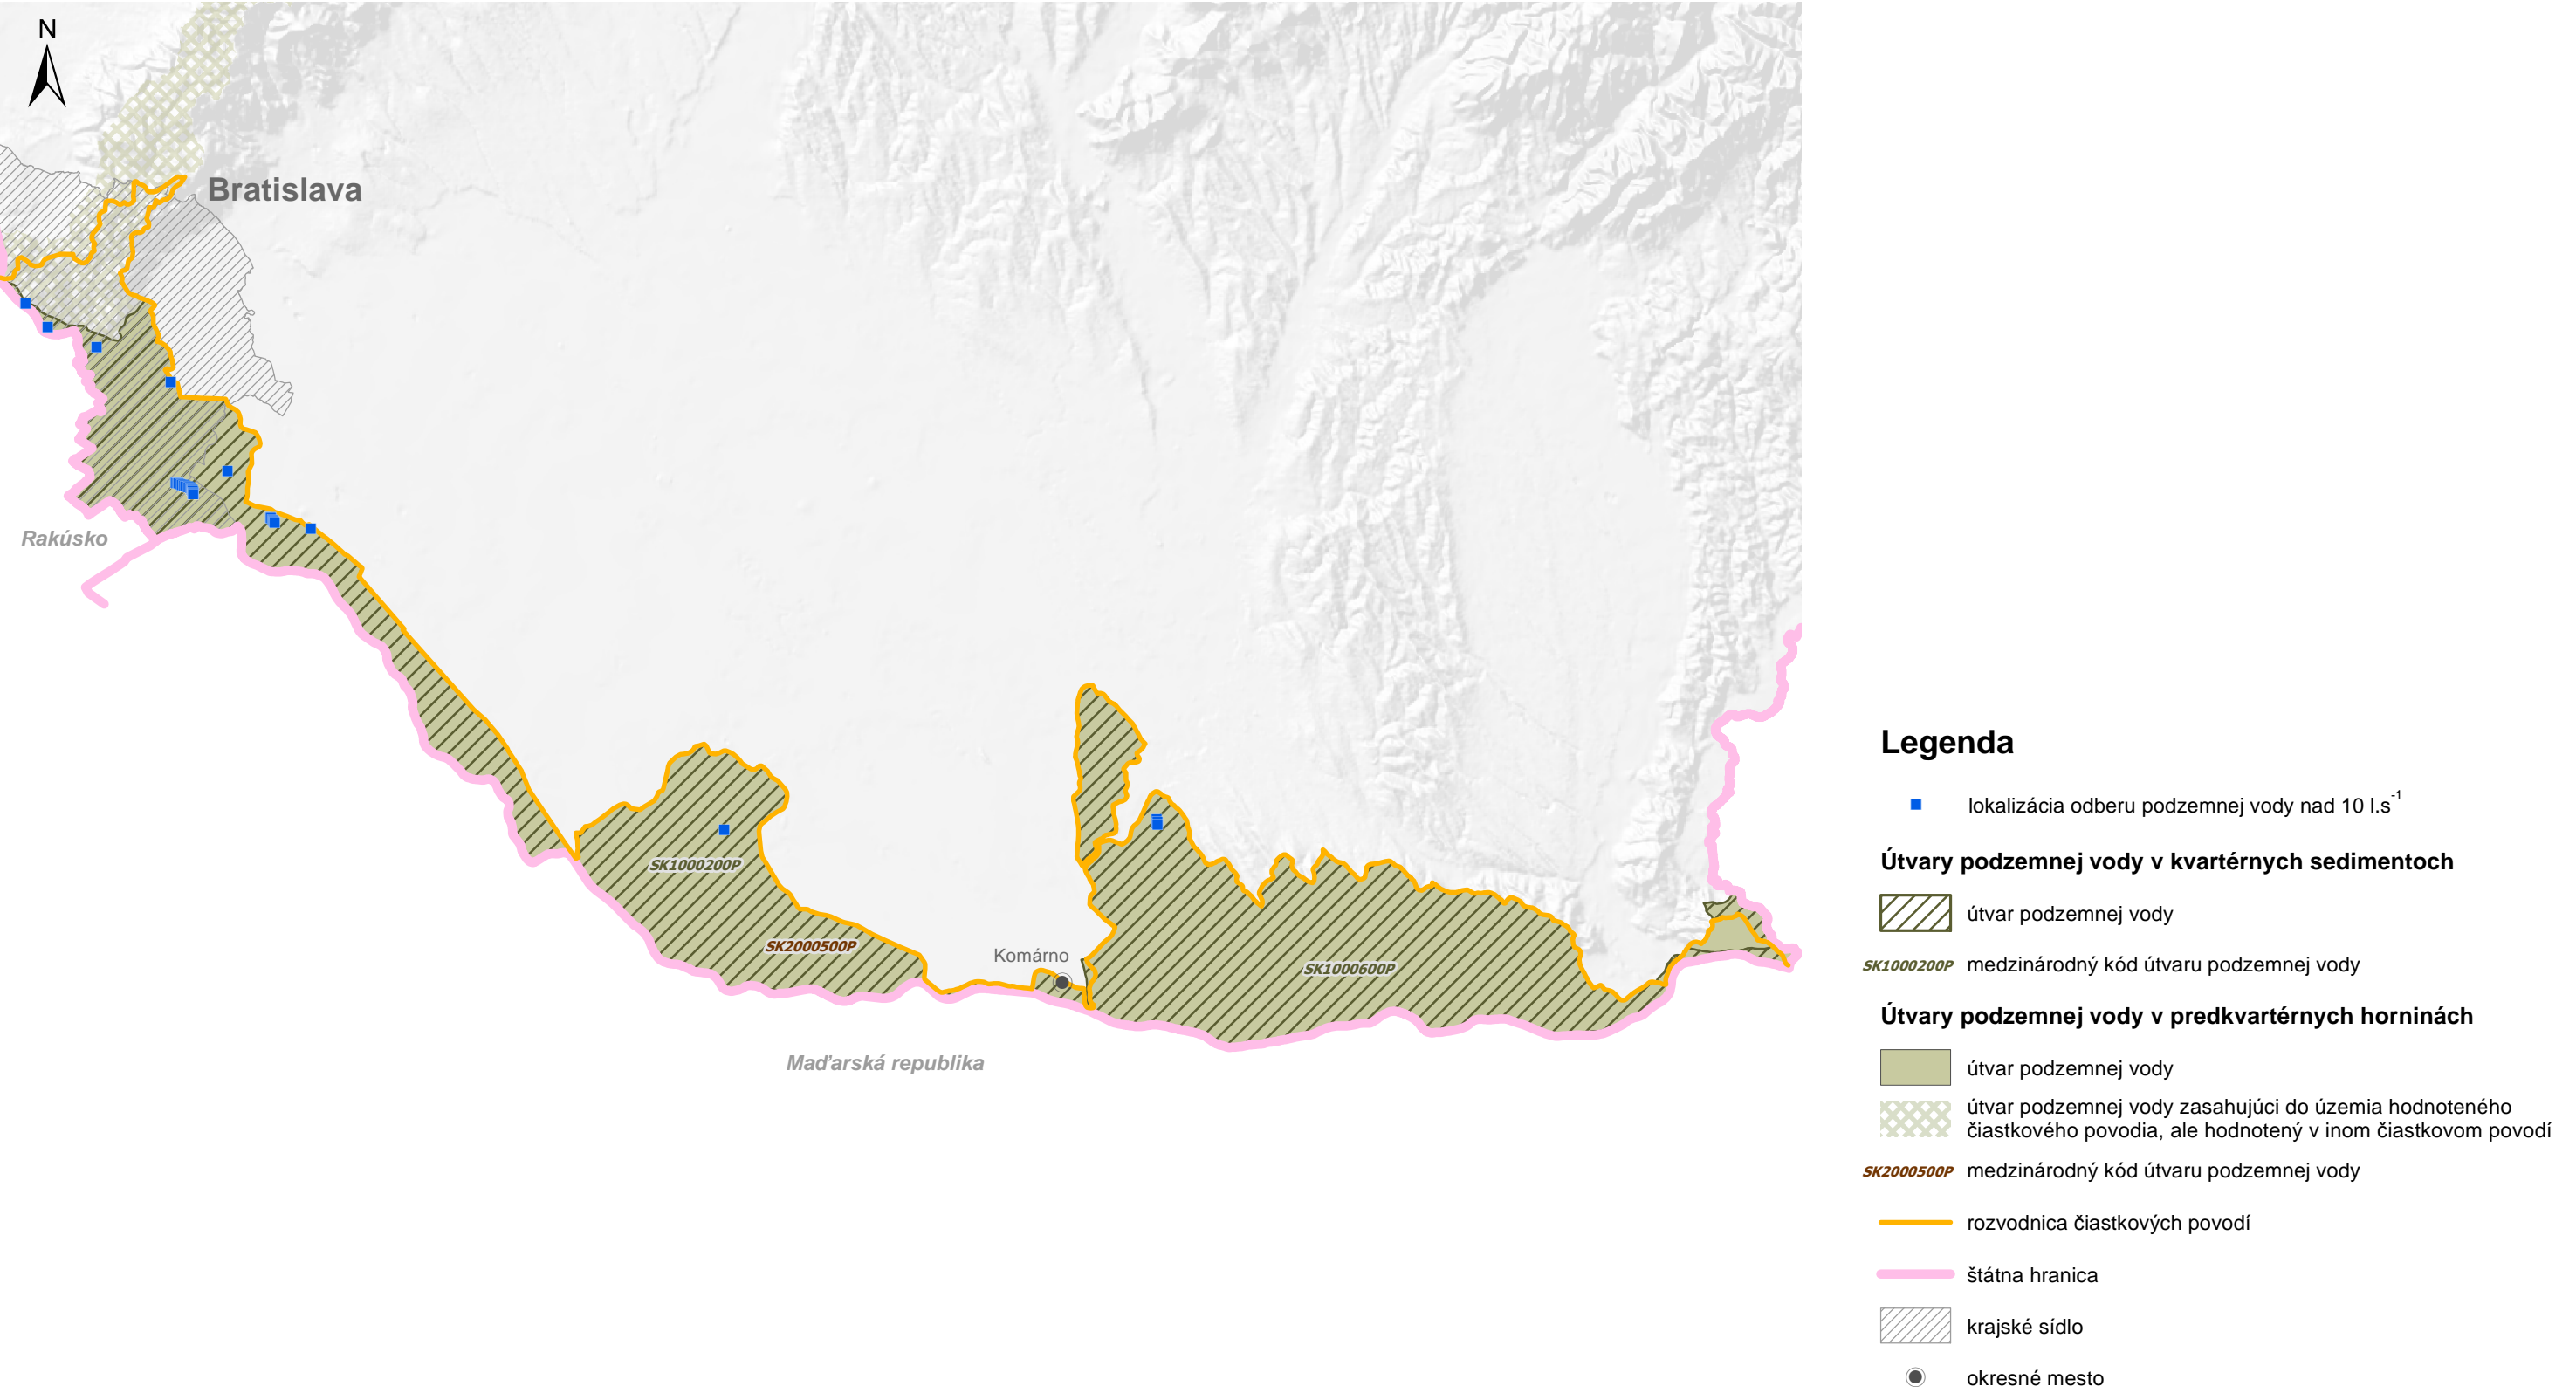 N
Bratislava
Rakúsko
SK1000200P
SK2000500P
Komárno
SK1000600P
Maďarská republika
Legenda
lokalizácia odberu podzemnej vody nad 10 l.s-1
Útvary podzemnej vody v kvartérnych sedimentoch
útvar podzemnej vody
SK1000200P medzinárodný kód útvaru podzemnej vody
Útvary podzemnej vody v predkvartérnych horninách
útvar podzemnej vody
útvar podzemnej vody zasahujúci do územia hodnoteného
čiastkového povodia, ale hodnotený v inom čiastkovom povodí
SK2000500P medzinárodný kód útvaru podzemnej vody
rozvodnica čiastkových povodí
štátna hranica
krajské sídlo
okresné mesto